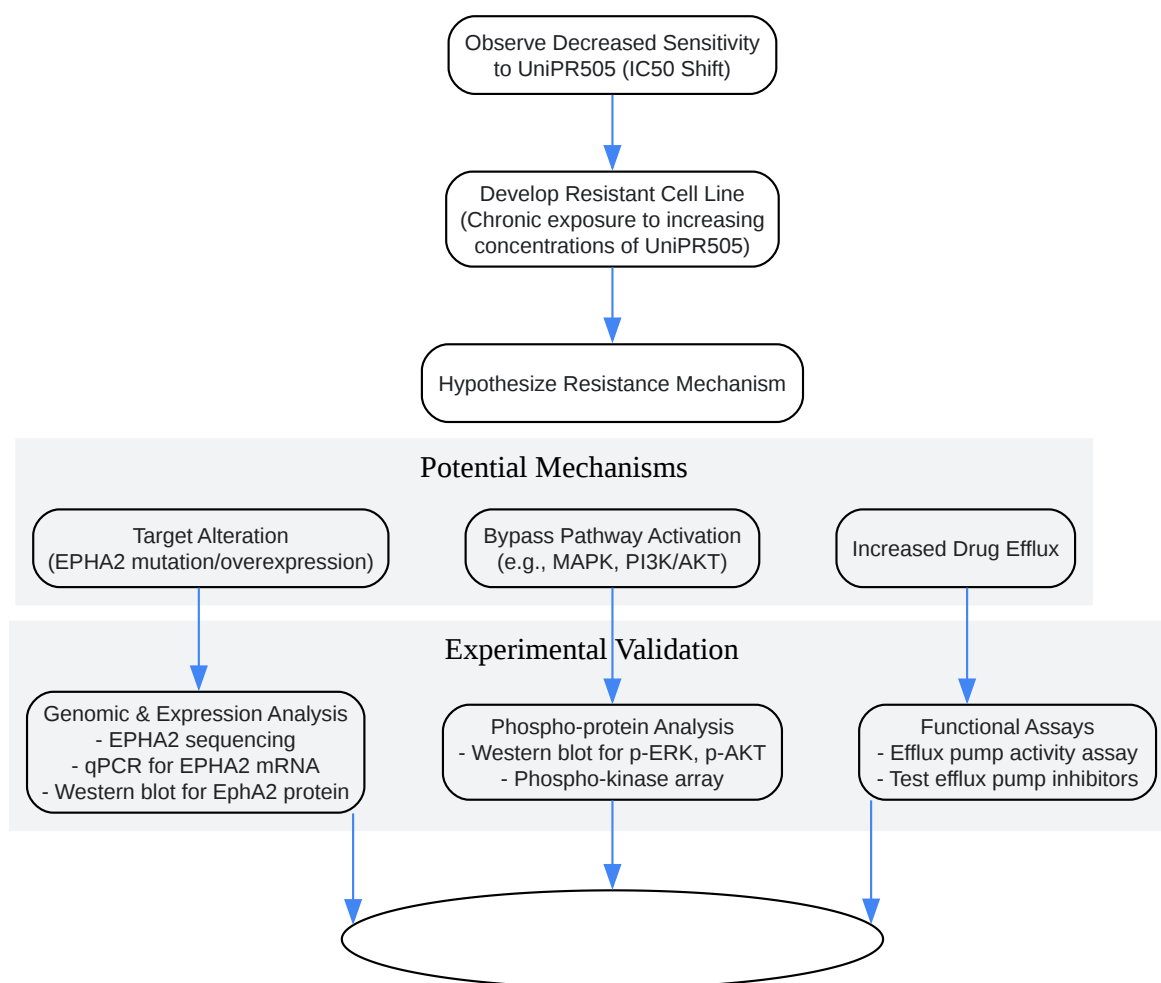 Observe Decreased Sensitivity
to UniPR505 (IC50 Shift)
Develop Resistant Cell Line
(Chronic exposure to increasing
concentrations of UniPR505)
Hypothesize Resistance Mechanism
Potential Mechanisms
Target Alteration
(EPHA2 mutation/overexpression)
Bypass Pathway Activation
(e.g., MAPK, PI3K/AKT)
Increased Drug Efflux
Experimental Validation
Genomic & Expression Analysis
- EPHA2 sequencing
- qPCR for EPHA2 mRNA
- Western blot for EphA2 protein
Phospho-protein Analysis
- Western blot for p-ERK, p-AKT
- Phospho-kinase array
Functional Assays
- Efflux pump activity assay
- Test efflux pump inhibitors